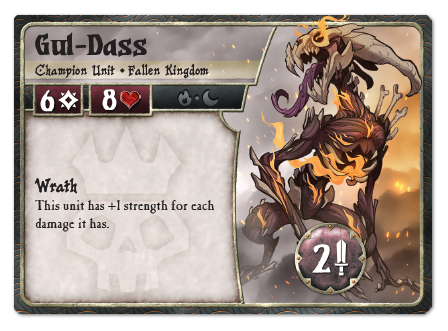 Gul-Dass
Champion Unit • Fallen Kingdom
6 8
Wrath
This unit has +1 strength for each
damage it has.
2